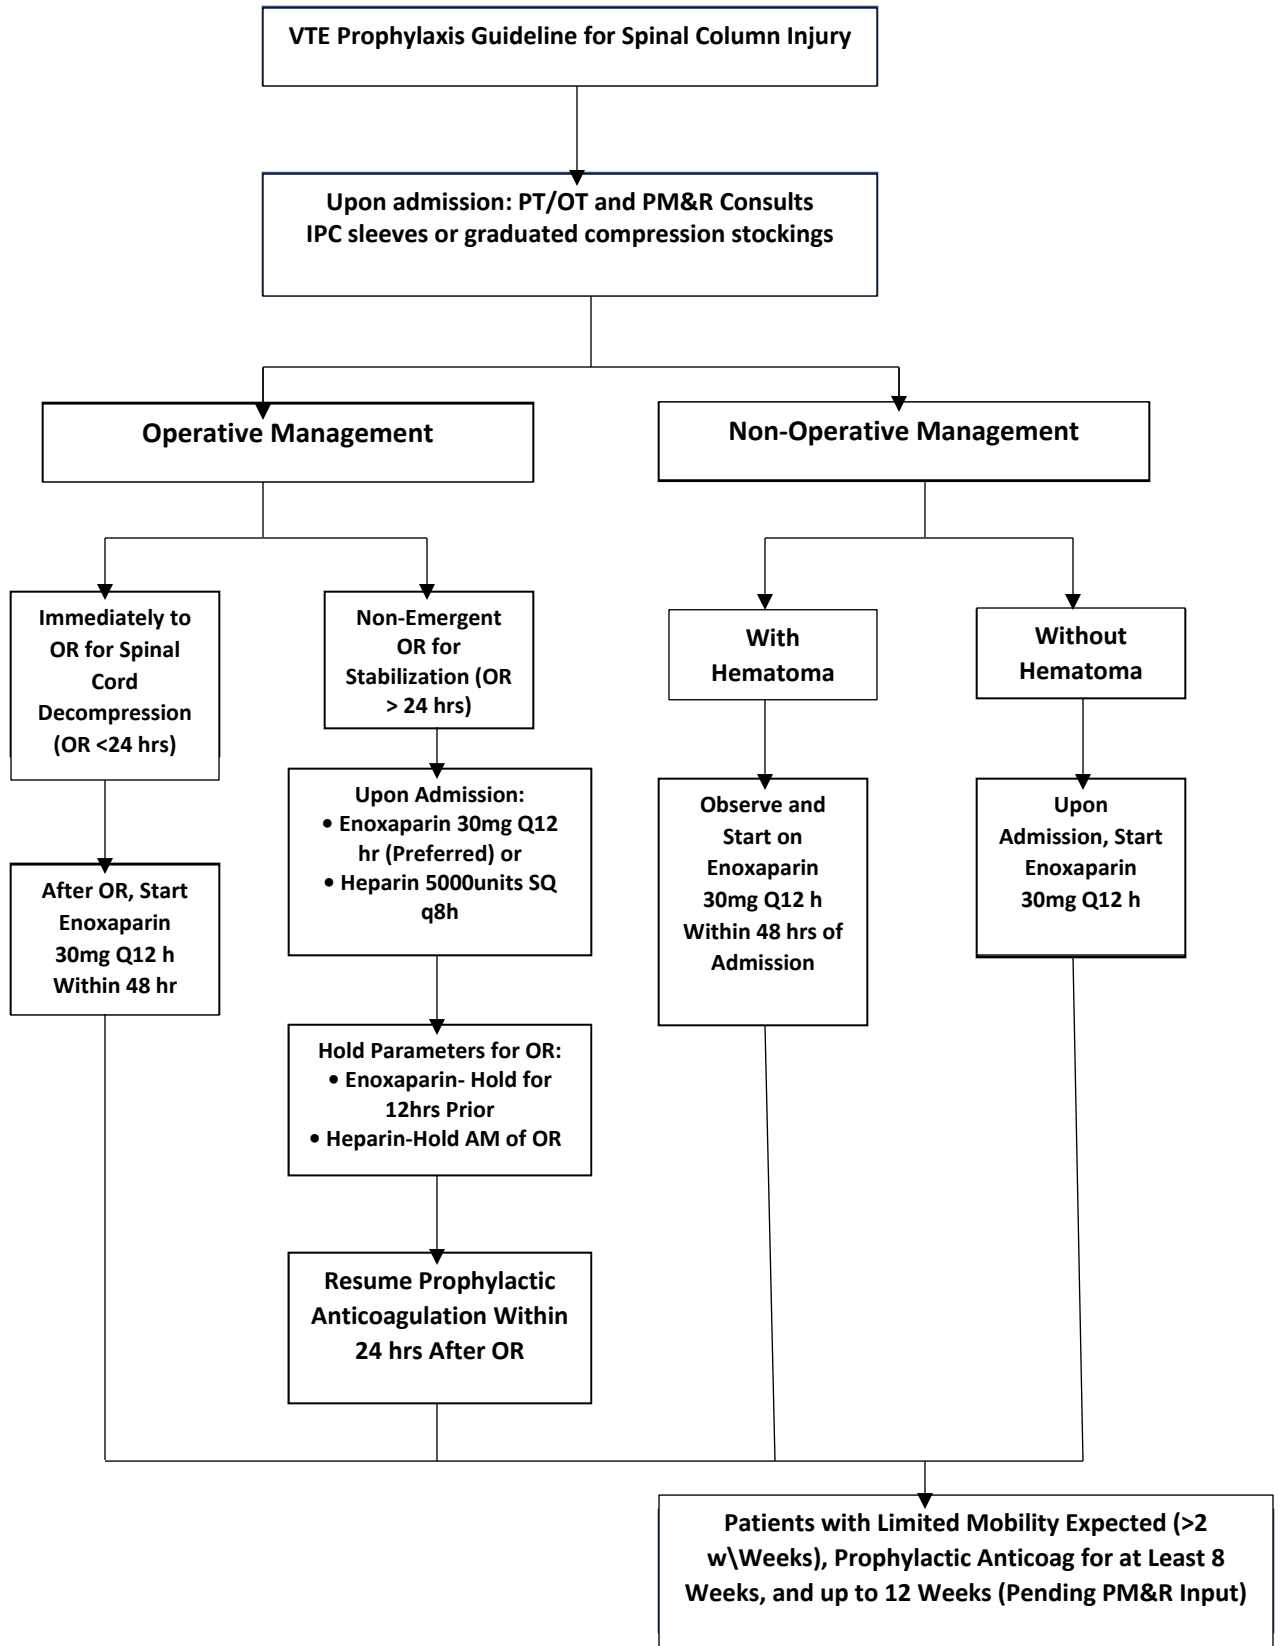 VTE Prophylaxis Guideline for Spinal Column Injury
Upon admission: PT/OT and PM&R Consults
IPC sleeves or graduated compression stockings
Operative Management
Non-Operative Management
Immediately to
OR for Spinal
Cord
Decompression
(OR <24 hrs)
Non-Emergent
OR for
Stabilization (OR
> 24 hrs)
With
Hematoma
Without
Hematoma
After OR, Start
Enoxaparin
30mg Q12 h
Within 48 hr
Upon Admission:
• Enoxaparin 30mg Q12
hr (Preferred) or
• Heparin 5000units SQ
q8h
Observe and
Start on
Enoxaparin
30mg Q12 h
Within 48 hrs of
Admission
Upon
Admission, Start
Enoxaparin
30mg Q12 h
Hold Parameters for OR:
• Enoxaparin- Hold for
12hrs Prior
• Heparin-Hold AM of OR
Resume Prophylactic
Anticoagulation Within
24 hrs After OR
Patients with Limited Mobility Expected (>2
w\Weeks), Prophylactic Anticoag for at Least 8
Weeks, and up to 12 Weeks (Pending PM&R Input)